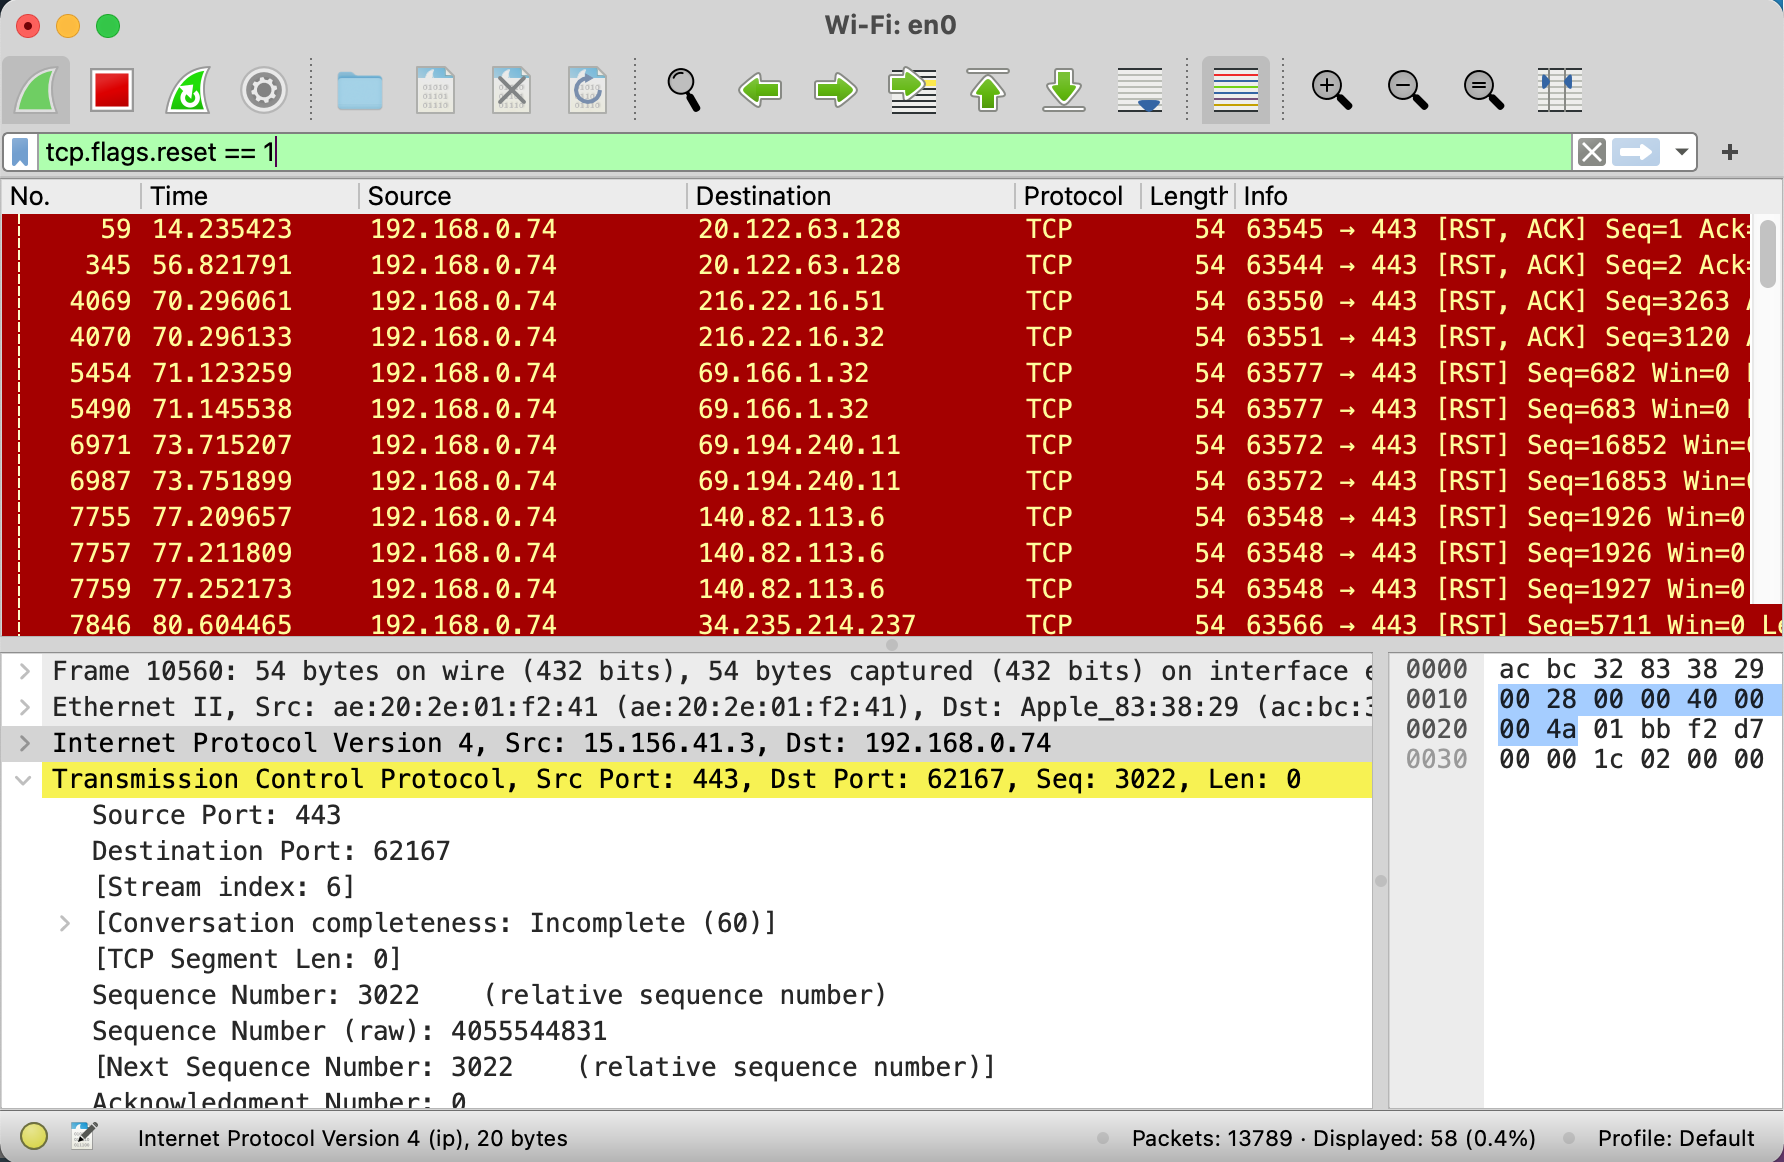 Wi-Fi: en0
tcp.flags.reset == 1
No. Time Source Destination Protocol Length Info
59 14.235423 192.168.0.74 20.122.63.128 TCP 54 63545 → 443 [RST, ACK] Seq=1 Ack=
345 56.821791 192.168.0.74 20.122.63.128 TCP 54 63544 → 443 [RST, ACK] Seq=2 Ack=
4069 70.296061 192.168.0.74 216.22.16.51 TCP 54 63550 → 443 [RST, ACK] Seq=3263
4070 70.296133 192.168.0.74 216.22.16.32 TCP 54 63551 → 443 [RST, ACK] Seq=3120
5454 71.123259 192.168.0.74 69.166.1.32 TCP 54 63577 → 443 [RST] Seq=682 Win=0
5490 71.145538 192.168.0.74 69.166.1.32 TCP 54 63577 → 443 [RST] Seq=683 Win=0
6971 73.715207 192.168.0.74 69.194.240.11 TCP 54 63572 → 443 [RST] Seq=16852 Win=
6987 73.751899 192.168.0.74 69.194.240.11 TCP 54 63572 → 443 [RST] Seq=16853 Win=
7755 77.209657 192.168.0.74 140.82.113.6 TCP 54 63548 → 443 [RST] Seq=1926 Win=0
7757 77.211809 192.168.0.74 140.82.113.6 TCP 54 63548 → 443 [RST] Seq=1926 Win=0
7759 77.252173 192.168.0.74 140.82.113.6 TCP 54 63548 → 443 [RST] Seq=1927 Win=0
7846 80.604465 192.168.0.74 34.235.214.237 TCP 54 63566 → 443 [RST] Seq=5711 Win=0 Le
Frame 10560: 54 bytes on wire (432 bits), 54 bytes captured (432 bits) on interface e
Ethernet II, Src: ae:20:2e:01:f2:41 (ae:20:2e:01:f2:41), Dst: Apple_83:38:29 (ac:bc:3
Internet Protocol Version 4, Src: 15.156.41.3, Dst: 192.168.0.74
Transmission Control Protocol, Src Port: 443, Dst Port: 62167, Seq: 3022, Len: 0
Source Port: 443
Destination Port: 62167
[Stream index: 6]
[Conversation completeness: Incomplete (60)]
[TCP Segment Len: 0]
Sequence Number: 3022 (relative sequence number)
Sequence Number (raw): 4055544831
[Next Sequence Number: 3022 (relative sequence number)]
Acknowledgment Number: 0
0000 ac bc 32 83 38 29
0010 00 28 00 00 40 00
0020 00 4a 01 bb f2 d7
0030 00 00 1c 02 00 00
Internet Protocol Version 4 (ip), 20 bytes
Packets: 13789 · Displayed: 58 (0.4%)
Profile: Default